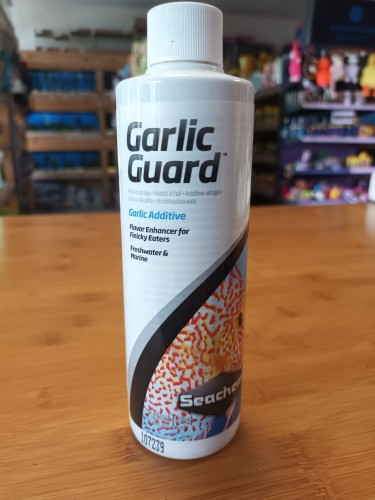 Garlic
Guard™
Garlic Additive
Flavor Enhancer for
Finicky Eaters
Freshwater &
Marine
Seachem
107239